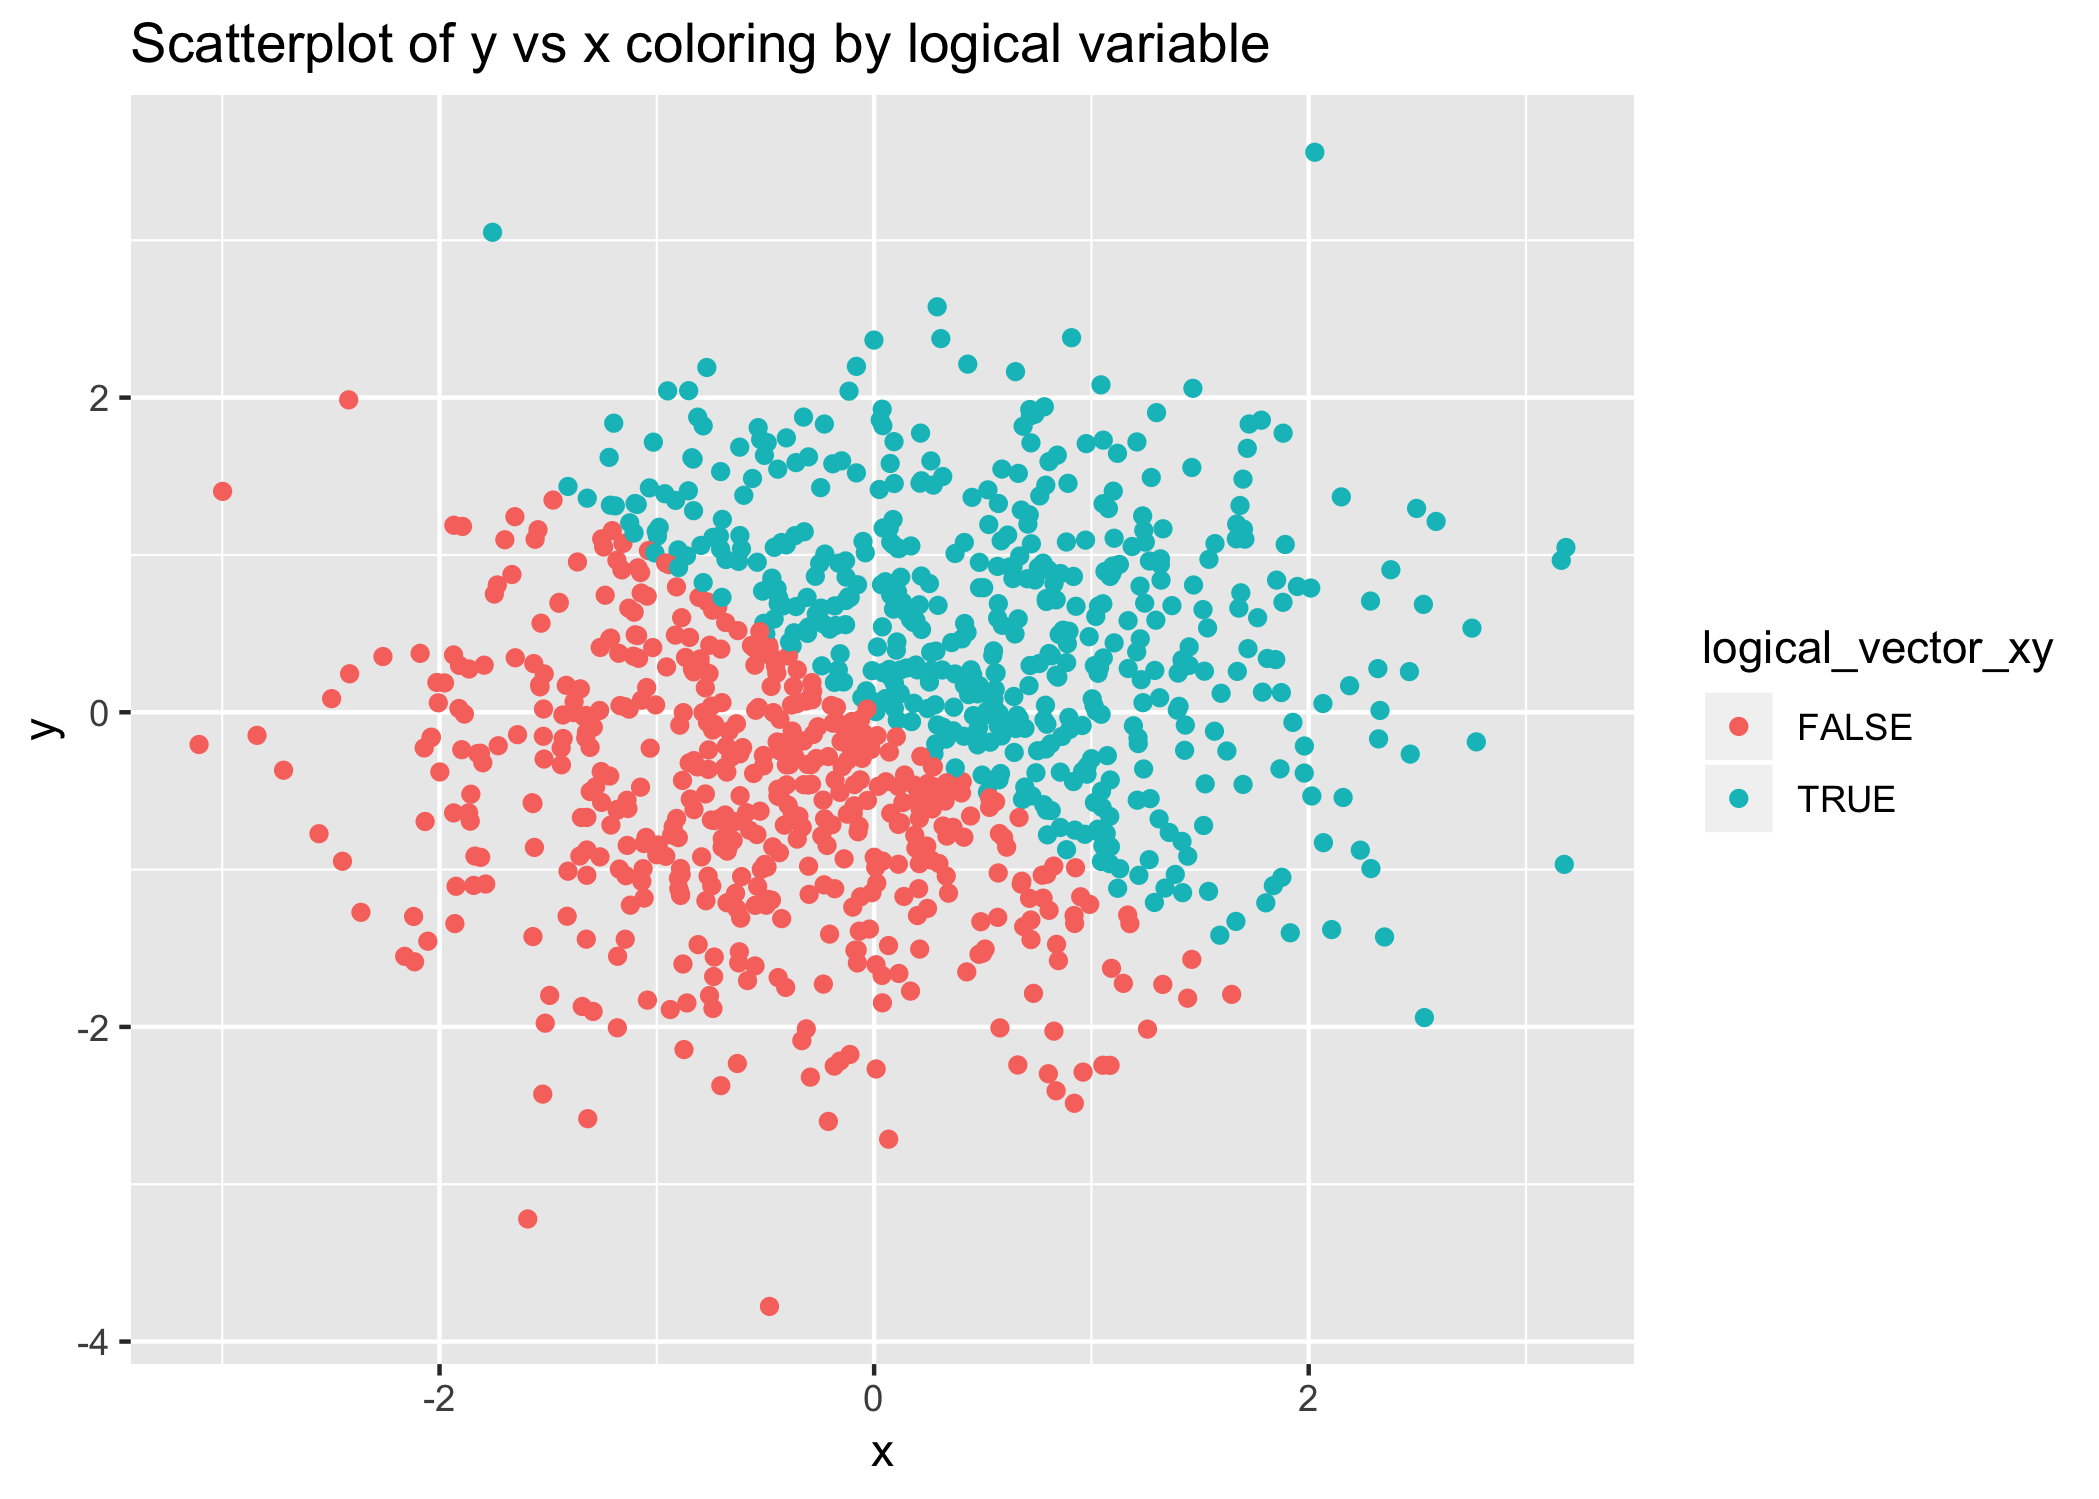 Scatterplot of y vs x coloring by logical variable
y
2
0
-2
-4
-2
0
2
x
logical_vector_xy
FALSE
TRUE